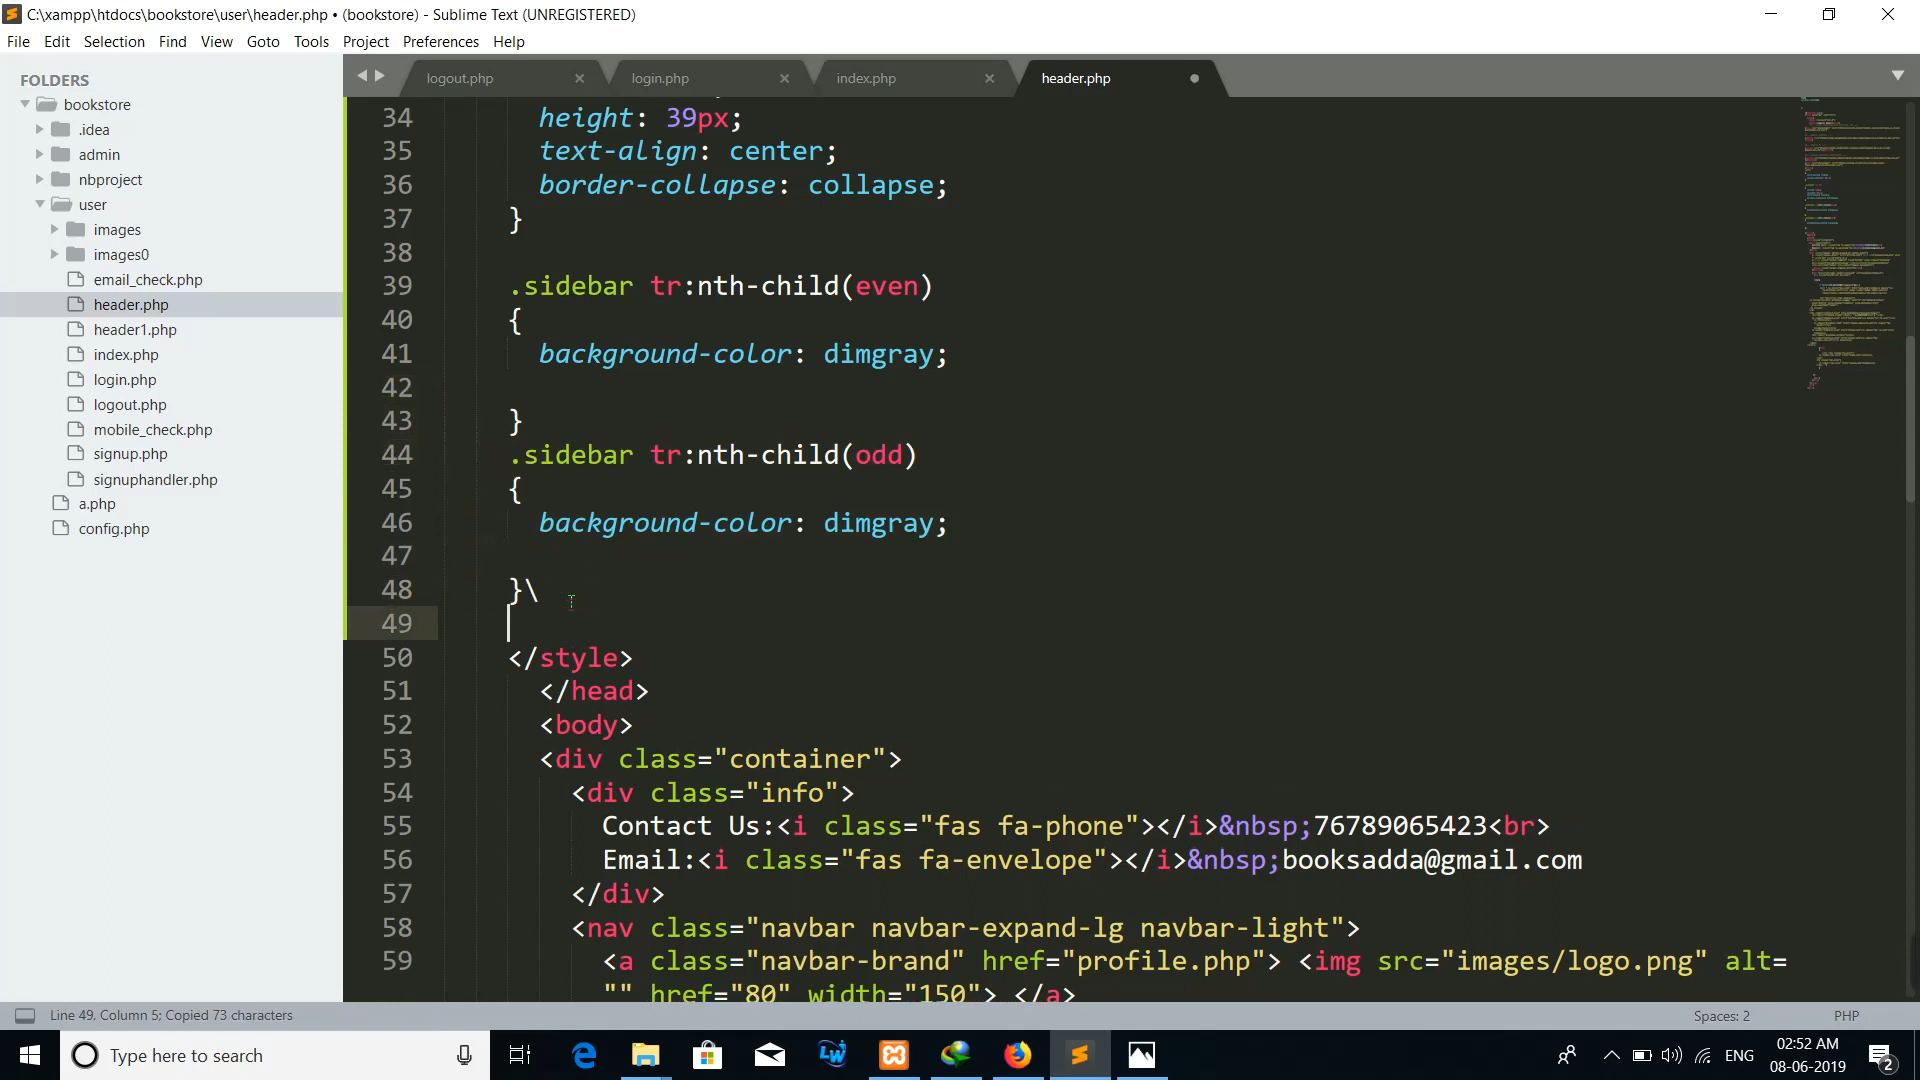 C:\xampp\htdocs\bookstore\user\header.php • (bookstore) - Sublime Text (UNREGISTERED)
File Edit Selection Find View Goto Tools Project Preferences Help
FOLDERS
bookstore
.idea
admin
nbproject
user
images
images0
email_check.php
header.php
header1.php
index.php
login.php
logout.php
mobile_check.php
signup.php
signuphandler.php
a.php
config.php
logout.php login.php index.php header.php
34 height: 39px;
35 text-align: center;
36 border-collapse: collapse;
37 }
38
39 .sidebar tr:nth-child(even)
40 {
41 background-color: dimgray;
42
43 }
44 .sidebar tr:nth-child(odd)
45 {
46 background-color: dimgray;
47
48 }\
49
50 </style>
51 </head>
52 <body>
53 <div class="container">
54 <div class="info">
55 Contact Us:<i class="fas fa-phone"></i>&nbsp;76789065423<br>
56 Email:<i class="fas fa-envelope"></i>&nbsp;booksadda@gmail.com
57 </div>
58 <nav class="navbar navbar-expand-lg navbar-light">
59 <a class="navbar-brand" href="profile.php"> <img src="images/logo.png" alt=
"" href="80" width="150"> </a>
Line 49, Column 5; Copied 73 characters
Spaces: 2 PHP
Type here to search
ENG
02:52 AM
08-06-2019
2